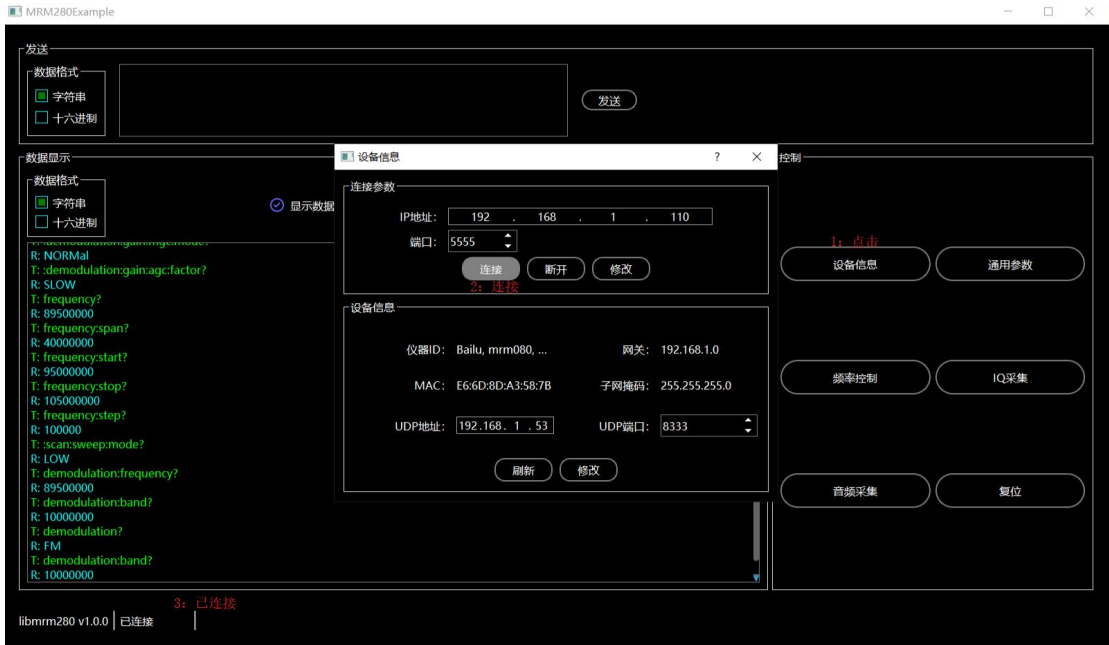 MRM280Example
发送
数据格式
字符串
十六进制
发送
数据显示
数据格式
字符串
十六进制
显示数据
R: NORMal
T: :demodulation:gain:agc:factor?
R: SLOW
T: frequency?
R: 89500000
T: frequency:span?
R: 40000000
T: frequency:start?
R: 95000000
T: frequency:stop?
R: 105000000
T: frequency:step?
R: 100000
T: :scan:sweep:mode?
R: LOW
T: demodulation:frequency?
R: 89500000
T: demodulation:band?
R: 10000000
T: demodulation?
R: FM
T: demodulation:band?
R: 10000000
设备信息
?
连接参数
IP地址: 192 . 168 . 1 . 110
端口: 5555
连接 断开 修改
2: 连接
设备信息
仪器ID: Bailu, mrm080, ... 网关: 192.168.1.0
MAC: E6:6D:8D:A3:58:7B 子网掩码: 255.255.255.0
UDP地址: 192.168. 1 . 53 UDP端口: 8333
刷新 修改
控制
1: 点击
设备信息 通用参数
频率控制 IQ采集
音频采集 复位
3: 已连接
libmrm280 v1.0.0 已连接